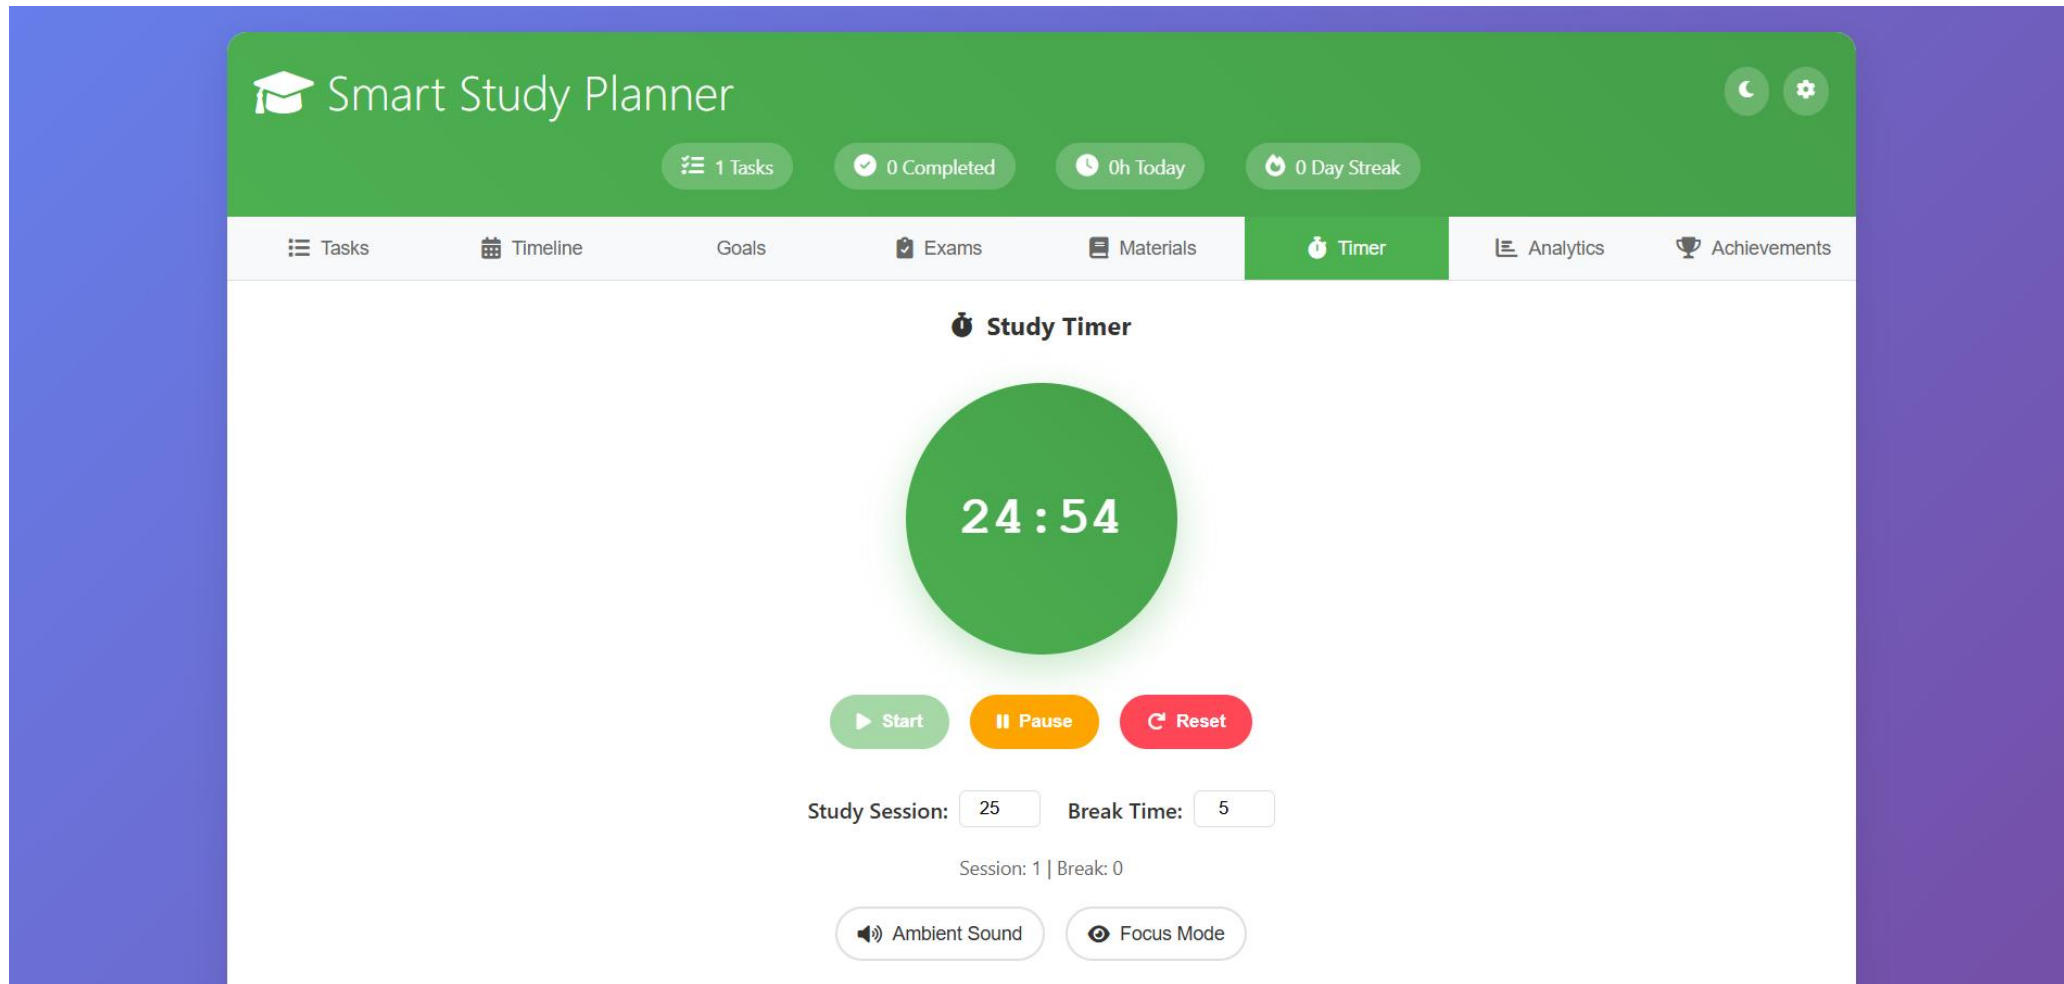 Smart Study Planner
1 Tasks 0 Completed 0h Today 0 Day Streak
Tasks Timeline Goals Exams Materials Timer Analytics Achievements
Study Timer
24:54
Start Pause Reset
Study Session: 25 Break Time: 5
Session: 1 | Break: 0
Ambient Sound Focus Mode